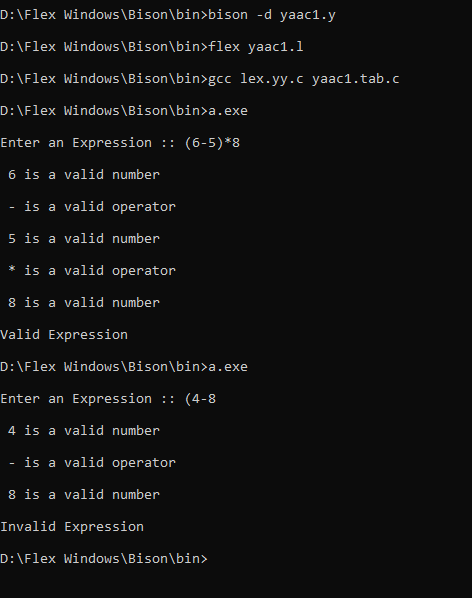 D:\Flex Windows\Bison\bin>bison -d yaac1.y
D:\Flex Windows\Bison\bin>flex yaac1.l
D:\Flex Windows\Bison\bin>gcc lex.yy.c yaac1.tab.c
D:\Flex Windows\Bison\bin>a.exe
Enter an Expression :: (6-5)*8
6 is a valid number
- is a valid operator
5 is a valid number
* is a valid operator
8 is a valid number
Valid Expression
D:\Flex Windows\Bison\bin>a.exe
Enter an Expression :: (4-8
4 is a valid number
- is a valid operator
8 is a valid number
Invalid Expression
D:\Flex Windows\Bison\bin>